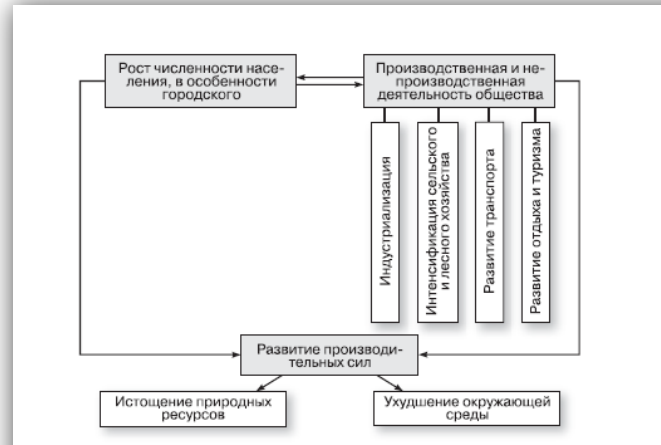 Рост численности насе-
ления, в особенности
городского
Производственная и не-
производственная
деятельность общества
Индустриализация
Интенсификация сельского
и лесного хозяйства
Развитие транспорта
Развитие отдыха и туризма
Развитие производи-
тельных сил
Истощение природных
ресурсов
Ухудшение окружающей
среды